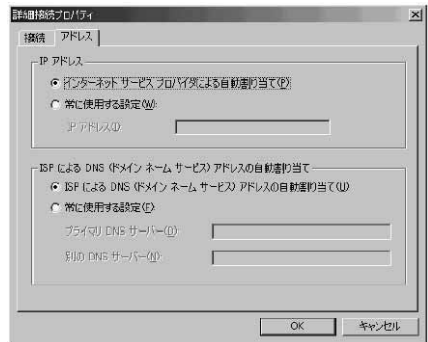 詳細接続プロパティ
接続 アドレス
IP アドレス
インターネット サービス プロバイダによる自動割り当て(P)
常に使用する設定(W):
IP アドレス(I):
ISP による DNS (ドメイン ネーム サービス) アドレスの自動割り当て
ISP による DNS (ドメイン ネーム サービス) アドレスの自動割り当て(U)
常に使用する設定(F):
プライマリ DNS サーバー(D):
別の DNS サーバー(N):
OK キャンセル